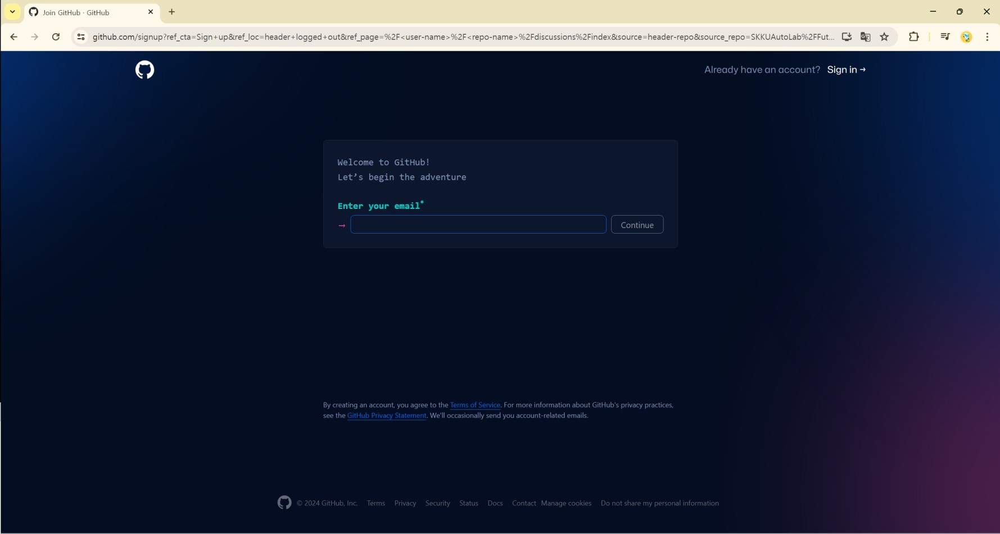 Join GitHub · GitHub
github.com/signup?ref_cta=Sign+up&ref_loc=header+logged+out&ref_page=%2F<user-name>%2F<repo-name>%2Fdiscussions%2Findex&source=header-repo&source_repo=SKKUAutoLab%2FFut...
Already have an account? Sign in →
Welcome to GitHub!
Let’s begin the adventure
Enter your email*
→ Continue
By creating an account, you agree to the Terms of Service. For more information about GitHub's privacy practices,
see the GitHub Privacy Statement. We'll occasionally send you account-related emails.
© 2024 GitHub, Inc. Terms Privacy Security Status Docs Contact Manage cookies Do not share my personal information